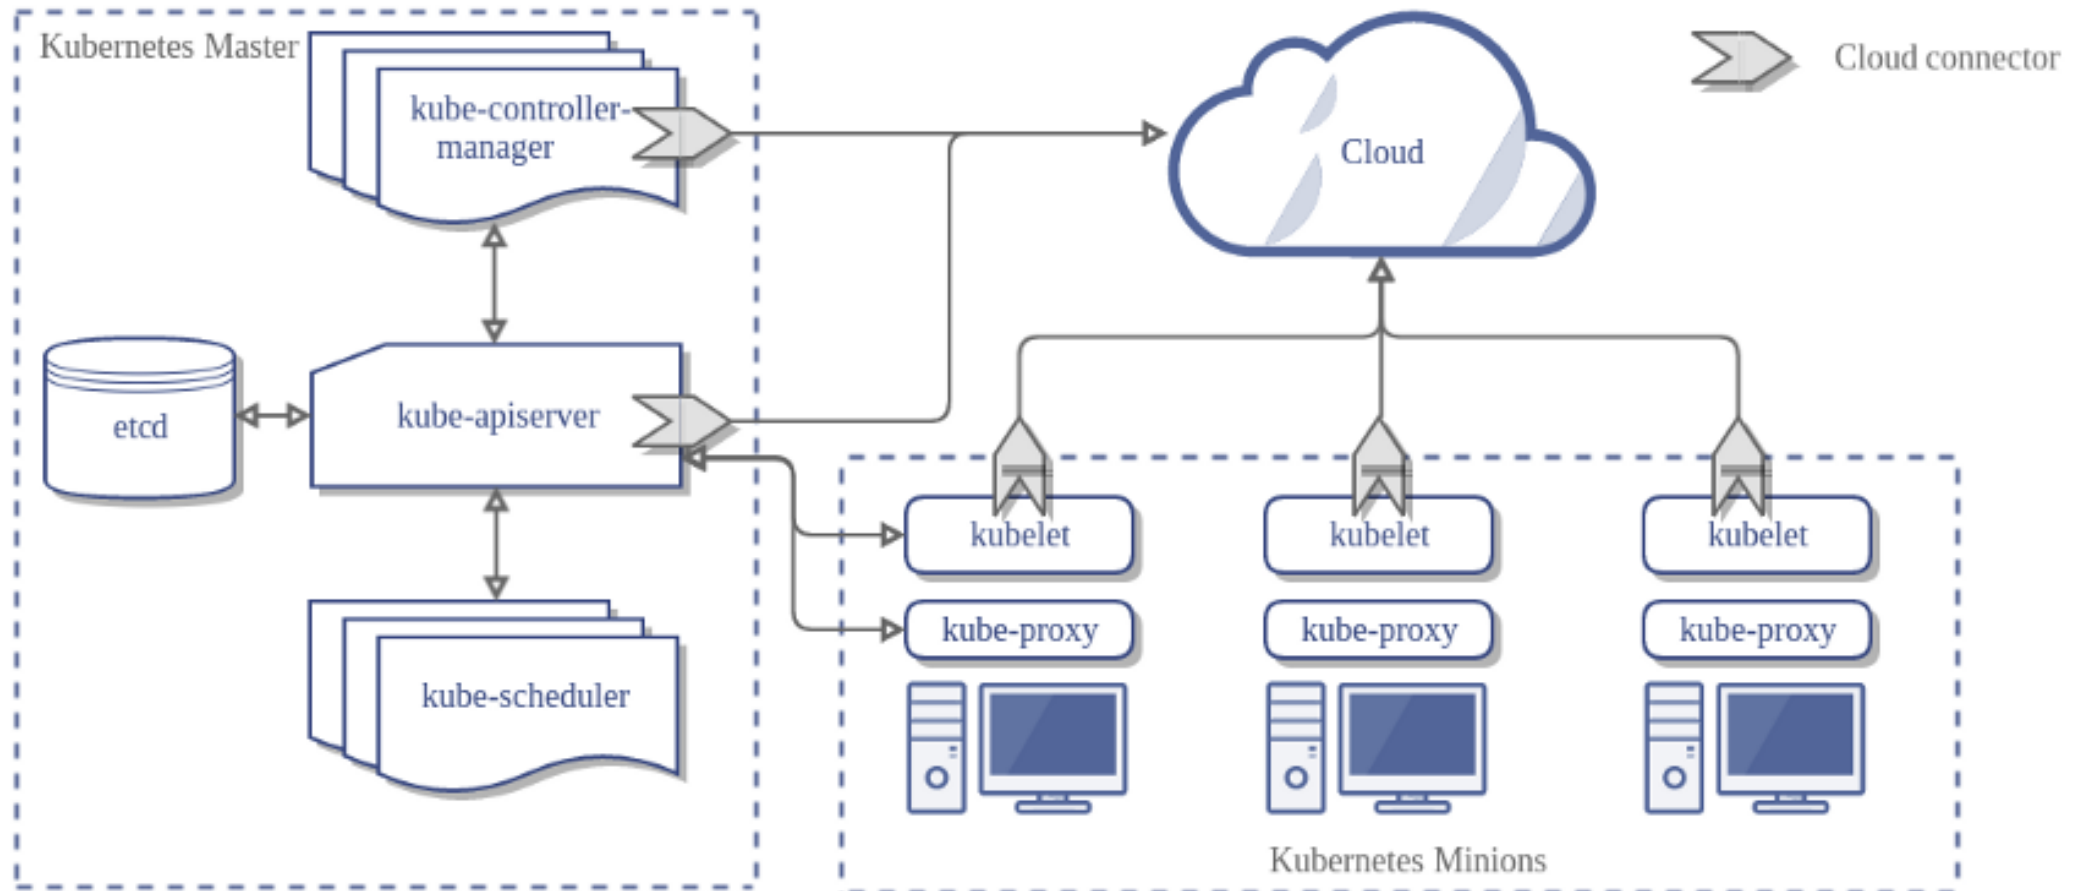 Kubernetes Master
kube-controller-
manager
Cloud
Cloud connector
etcd
kube-apiserver
kube-scheduler
kubelet
kubelet
kubelet
kube-proxy
kube-proxy
kube-proxy
Kubernetes Minions